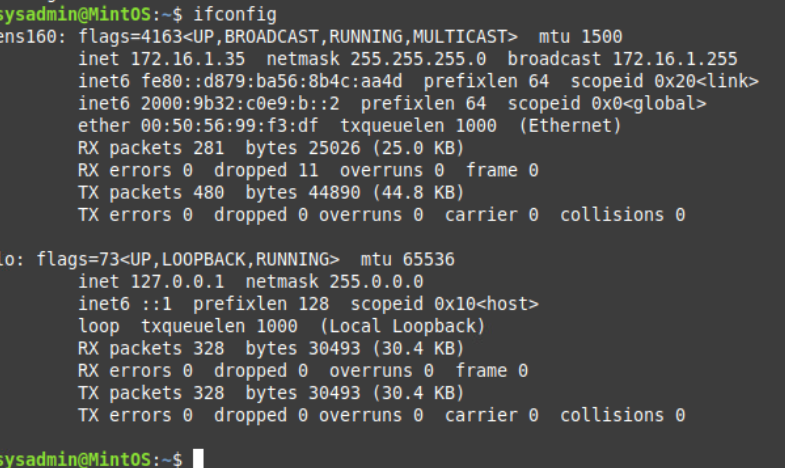 sysadmin@MintOS:~$ ifconfig
ens160: flags=4163<UP,BROADCAST,RUNNING,MULTICAST>  mtu 1500
        inet 172.16.1.35  netmask 255.255.255.0  broadcast 172.16.1.255
        inet6 fe80::d879:ba56:8b4c:aa4d  prefixlen 64  scopeid 0x20<link>
        inet6 2000:9b32:c0e9:b::2  prefixlen 64  scopeid 0x0<global>
        ether 00:50:56:99:f3:df  txqueuelen 1000  (Ethernet)
        RX packets 281  bytes 25026 (25.0 KB)
        RX errors 0  dropped 11  overruns 0  frame 0
        TX packets 480  bytes 44890 (44.8 KB)
        TX errors 0  dropped 0 overruns 0  carrier 0  collisions 0

lo: flags=73<UP,LOOPBACK,RUNNING>  mtu 65536
        inet 127.0.0.1  netmask 255.0.0.0
        inet6 ::1  prefixlen 128  scopeid 0x10<host>
        loop  txqueuelen 1000  (Local Loopback)
        RX packets 328  bytes 30493 (30.4 KB)
        RX errors 0  dropped 0  overruns 0  frame 0
        TX packets 328  bytes 30493 (30.4 KB)
        TX errors 0  dropped 0 overruns 0  carrier 0  collisions 0

sysadmin@MintOS:~$